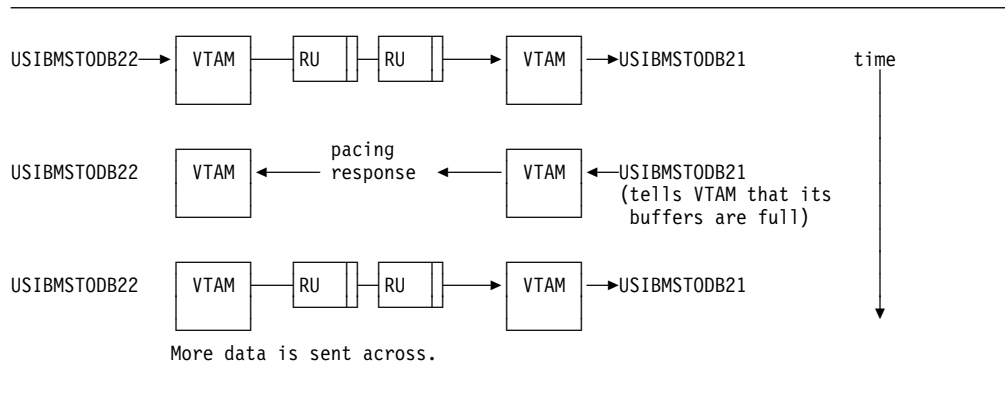 USIBMSTODB22 VTAM RU RU VTAM USIBMSTODB21 time
pacing
USIBMSTODB22 VTAM response VTAM USIBMSTODB21
(tells VTAM that its
buffers are full)
USIBMSTODB22 VTAM RU RU VTAM USIBMSTODB21
More data is sent across.